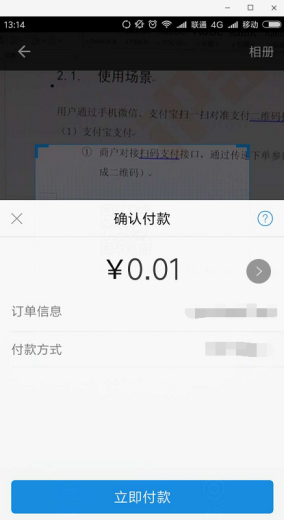 13:14 联通 4G 移动
相册
2.1. 使用场景
用户通过手机微信，支付宝扫一扫对准支付二维码
（1）支付宝支付
① 商户对接扫码支付接口，通过传递下单参
成二维码）。
确认付款
¥0.01
订单信息
付款方式
立即付款